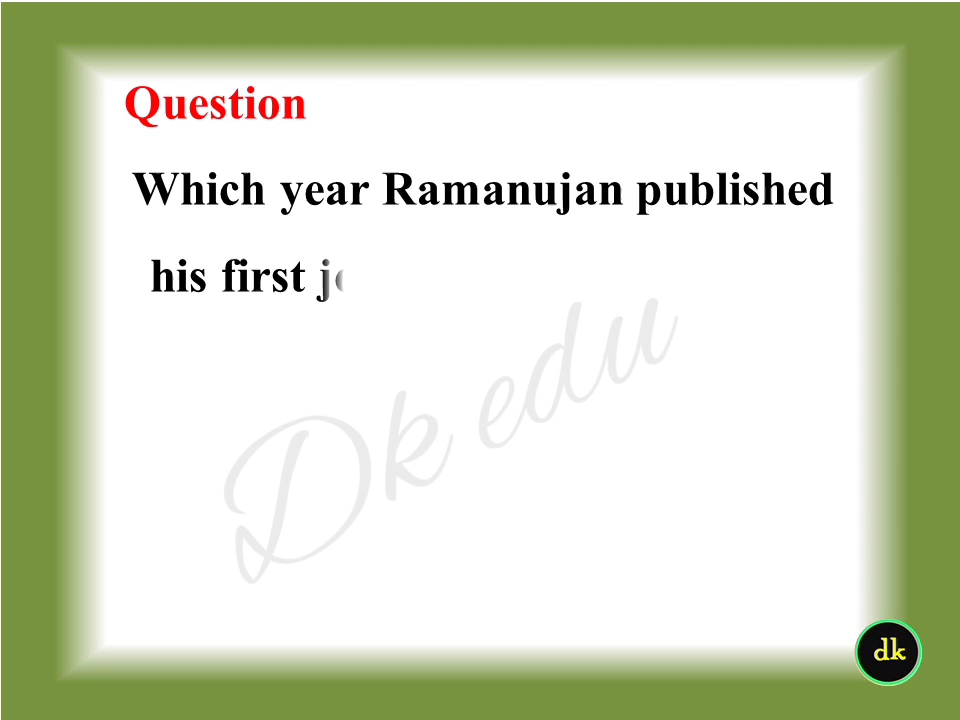 Question
Which year Ramanujan published
his first
Dk edu
dk